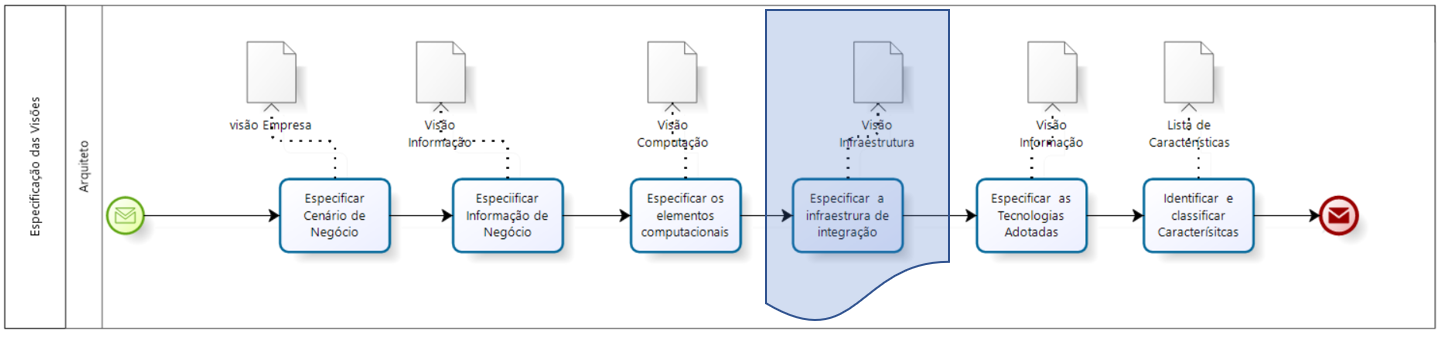 Especificação das Visões
Arquiteto
visão Empresa
Visão
Informação
Visão
Computação
Visão
Infraestrutura
Visão
Informação
Lista de
Características
Especificar
Cenário de
Negócio
Especiificar
Informação de
Negócio
Especificar os
elementos
computacionais
Especificar a
infraestrura de
integração
Especificar as
Tecnologias
Adotadas
Identificar e
classificar
Caracterísitcas